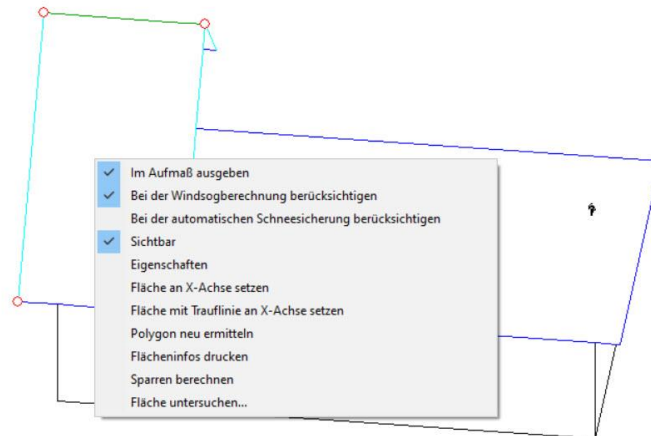 Im Aufmaß ausgeben
Bei der Windsogberechnung berücksichtigen
Bei der automatischen Schneesicherung berücksichtigen
Sichtbar
Eigenschaften
Fläche an X-Achse setzen
Fläche mit Trauflinie an X-Achse setzen
Polygon neu ermitteln
Flächeninfos drucken
Sparren berechnen
Fläche untersuchen...